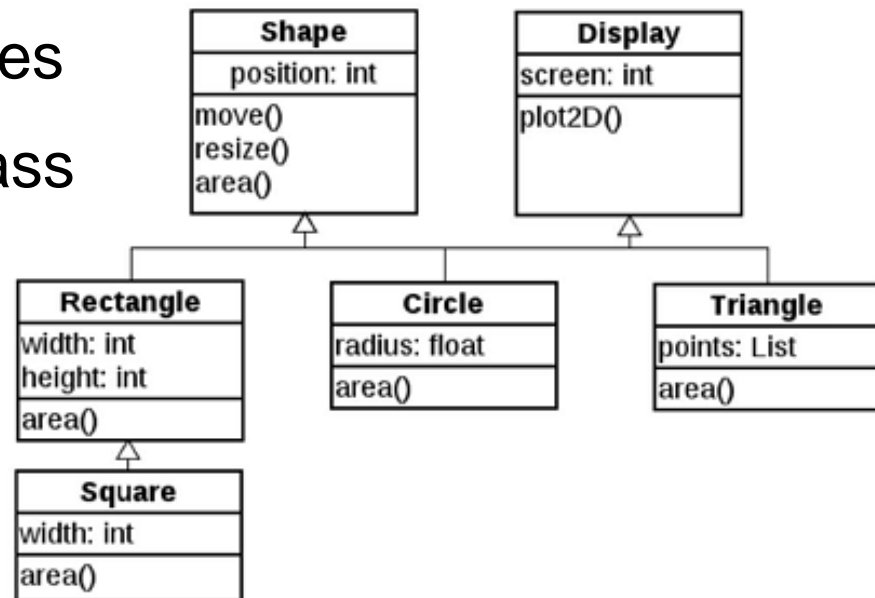 es
ass
Shape
position: int
move()
resize()
area()
Display
screen: int
plot2D()
Rectangle
width: int
height: int
area()
Circle
radius: float
area()
Triangle
points: List
area()
Square
width: int
area()